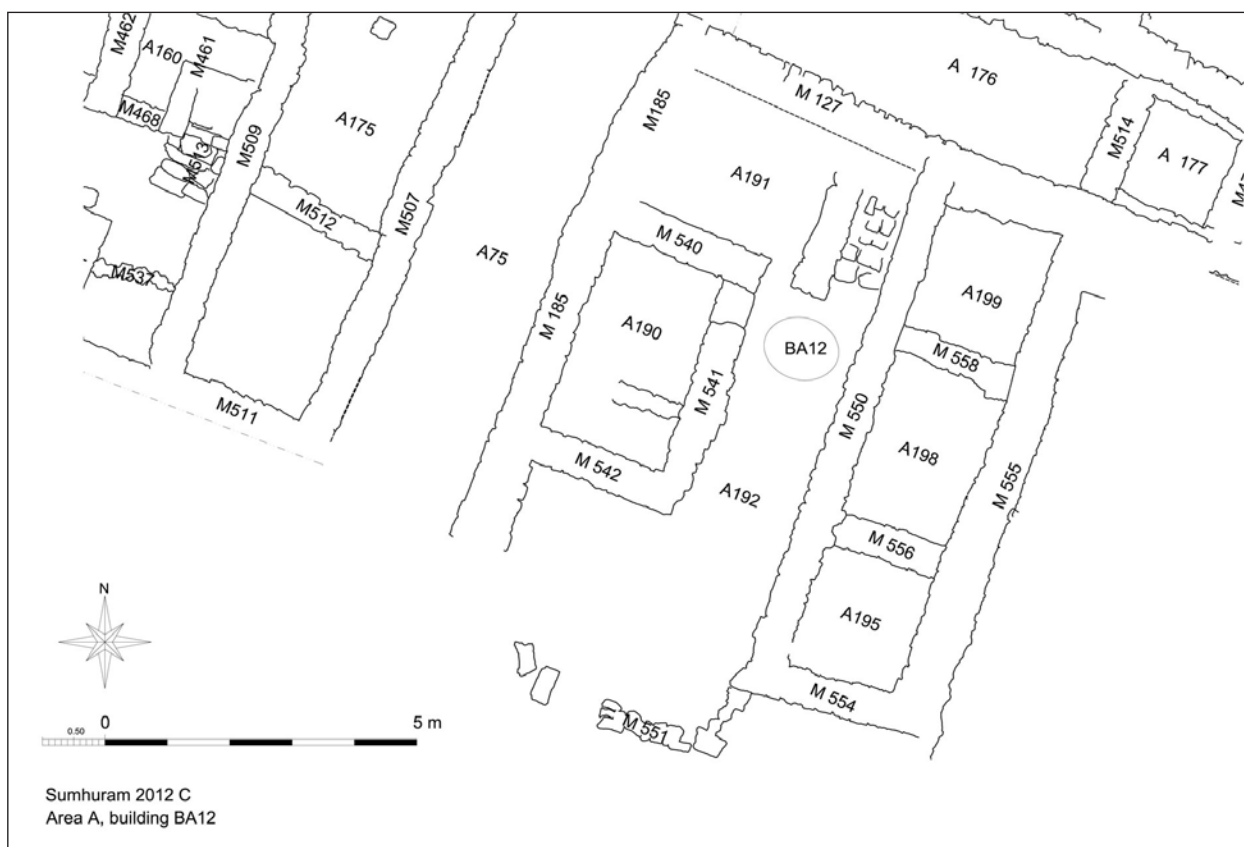 M462
A160
M461
M468
M513
M509
A175
M512
M507
M537
M511
A75
M185
M 127
A 176
M514
A 177
A191
M 540
M 185
A190
M 541
M 542
BA12
A192
M 550
A199
M 558
A198
M 555
M 556
A195
M 554
M 551
N
0
5 m
0.50
Sumhuram 2012 C
Area A, building BA12